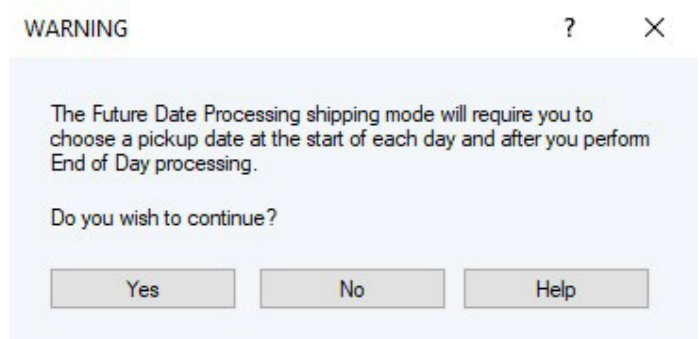 WARNING
?
The Future Date Processing shipping mode will require you to
choose a pickup date at the start of each day and after you perform
End of Day processing.
Do you wish to continue?
Yes
No
Help